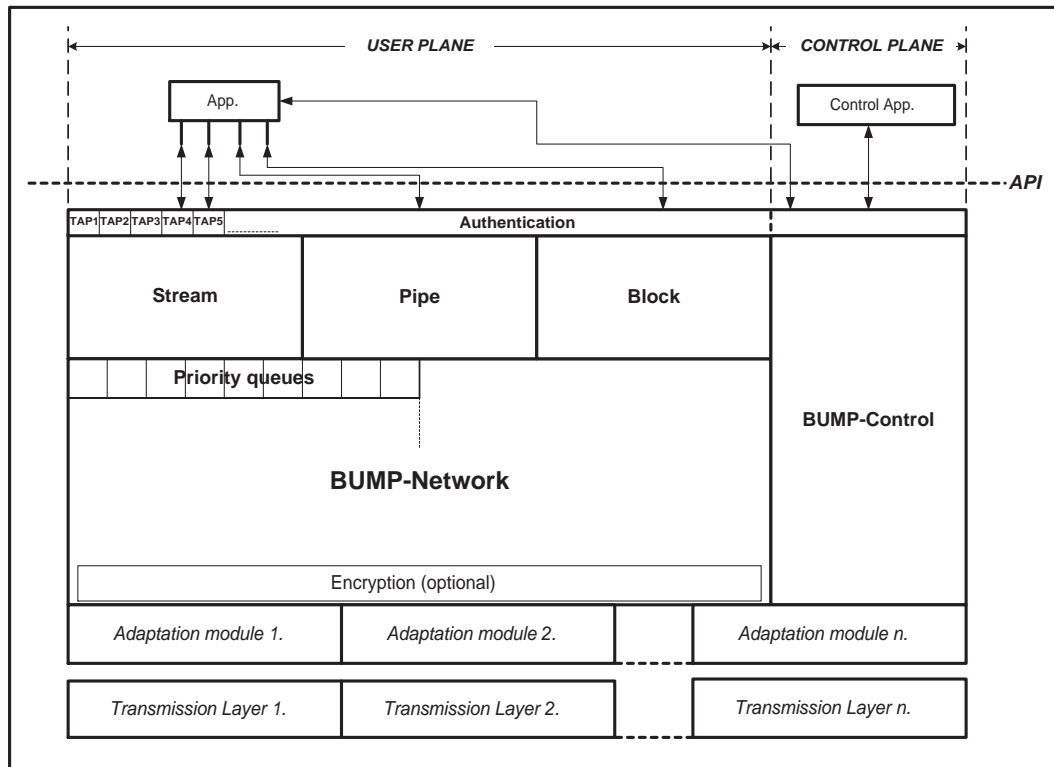 USER PLANE CONTROL PLANE
App.
Control App.
API
TAP1 TAP2 TAP3 TAP4 TAP5 Authentication
Stream Pipe Block
Priority queues
BUMP-Control
BUMP-Network
Encryption (optional)
Adaptation module 1. Adaptation module 2. Adaptation module n.
Transmission Layer 1. Transmission Layer 2. Transmission Layer n.